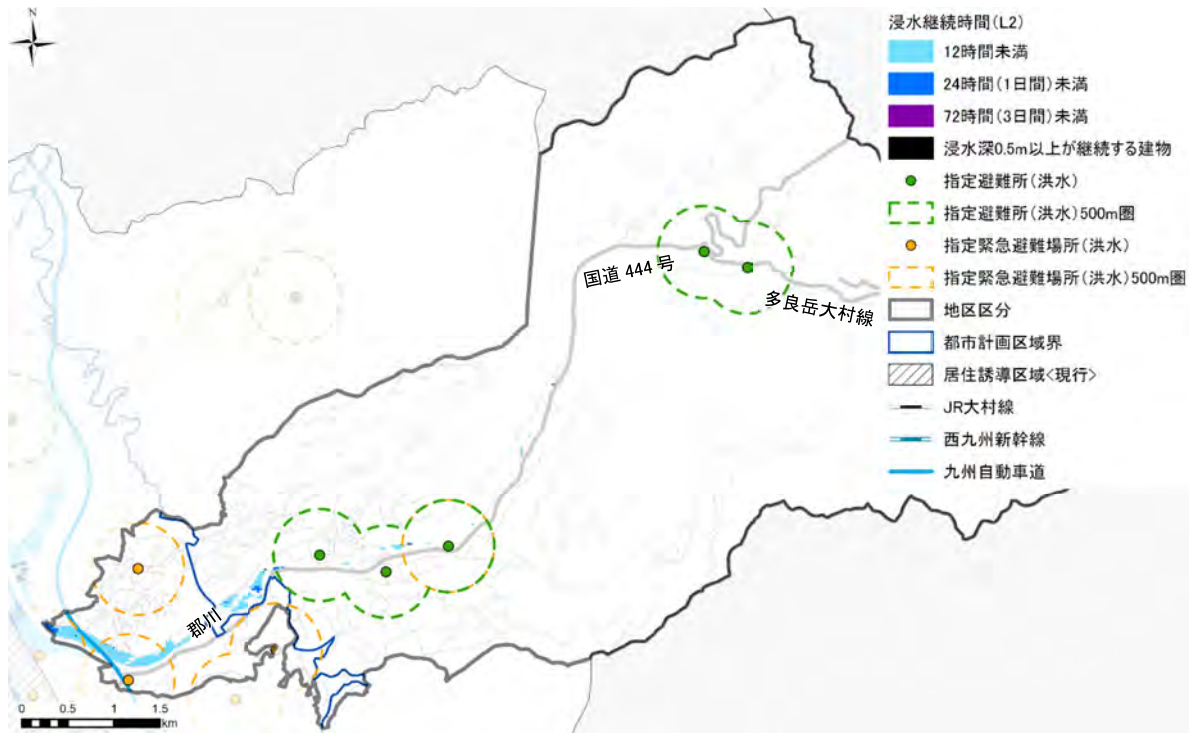 N
浸水継続時間(L2)
12時間未満
24時間(1日間)未満
72時間(3日間)未満
浸水深0.5m以上が継続する建物
指定避難所(洪水)
指定避難所(洪水)500m圏
指定緊急避難場所(洪水)
指定緊急避難場所(洪水)500m圏
地区区分
都市計画区域界
居住誘導区域<現行>
JR大村線
西九州新幹線
九州自動車道
国道444号
多良岳大村線
郡川
0 0.5 1 1.5
km